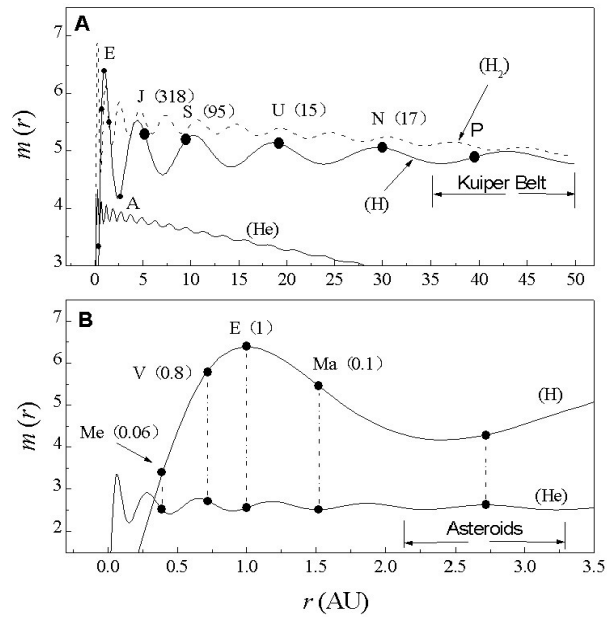 A
E
7
6
5
4
3
m (r)
J (318)
S (95)
U (15)
N (17)
P
(H₂)
A
(H)
Kuiper Belt
(He)
0 5 10 15 20 25 30 35 40 45 50
B
7
6
5
4
3
2
m (r)
E (1)
V (0.8)
Ma (0.1)
Me (0.06)
(H)
(He)
Asteroids
0.0 0.5 1.0 1.5 2.0 2.5 3.0 3.5
r (AU)